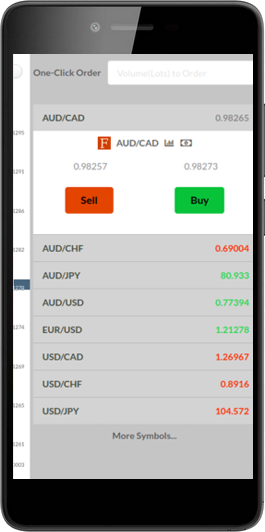 One-Click Order Volume(Lots) to Order
AUD/CAD 0.98265
F AUD/CAD
0.98257 0.98273
Sell Buy
AUD/CHF 0.69004
AUD/JPY 80.933
AUD/USD 0.77394
EUR/USD 1.21278
USD/CAD 1.26967
USD/CHF 0.8916
USD/JPY 104.572
More Symbols...
1295
1291
1286
1282
1278
1274
1269
1265
1261
0003